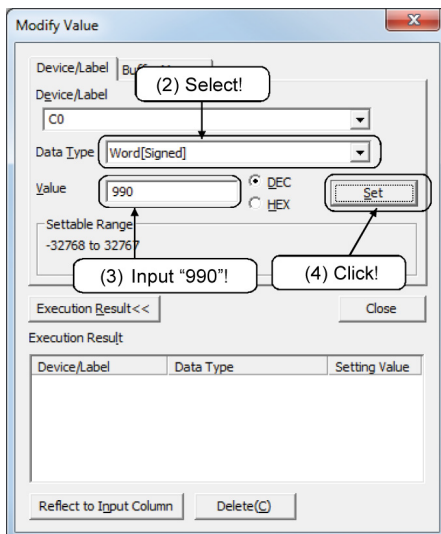 Modify Value
Device/Label
(2) Select!
Device/Label
C0
Data Type
Word[Signed]
Value
990
DEC
HEX
Set
Settable Range
-32768 to 32767
(3) Input “990”!
(4) Click!
Execution Result<<
Close
Execution Result
Device/Label Data Type Setting Value
Reflect to Input Column
Delete(C)